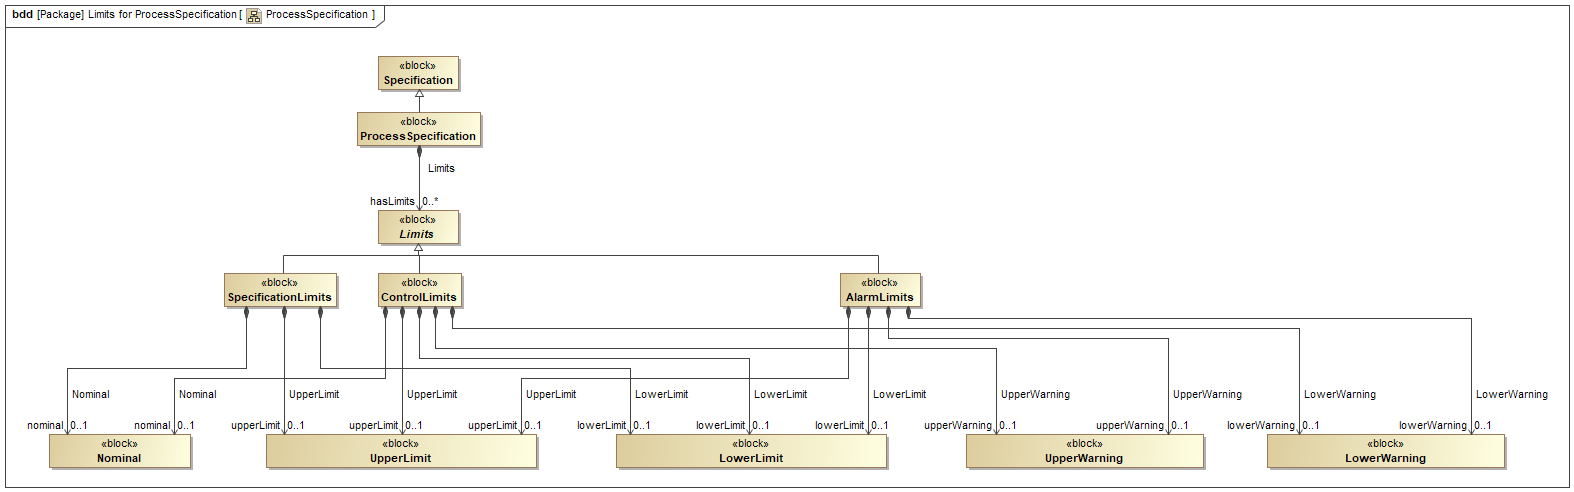 bdd [Package] Limits for ProcessSpecification [ ProcessSpecification ]
«block»
Specification
«block»
ProcessSpecification
Limits
hasLimits 0..*
«block»
Limits
«block» «block» «block»
SpecificationLimits ControlLimits AlarmLimits
Nominal Nominal UpperLimit UpperLimit UpperLimit LowerLimit LowerLimit LowerLimit UpperWarning UpperWarning LowerWarning LowerWarning
nominal 0..1 nominal 0..1 upperLimit 0..1 upperLimit 0..1 upperLimit 0..1 lowerLimit 0..1 lowerLimit 0..1 lowerLimit 0..1 upperWarning 0..1 upperWarning 0..1 lowerWarning 0..1 lowerWarning 0..1
«block» «block» «block» «block» «block»
Nominal UpperLimit LowerLimit UpperWarning LowerWarning